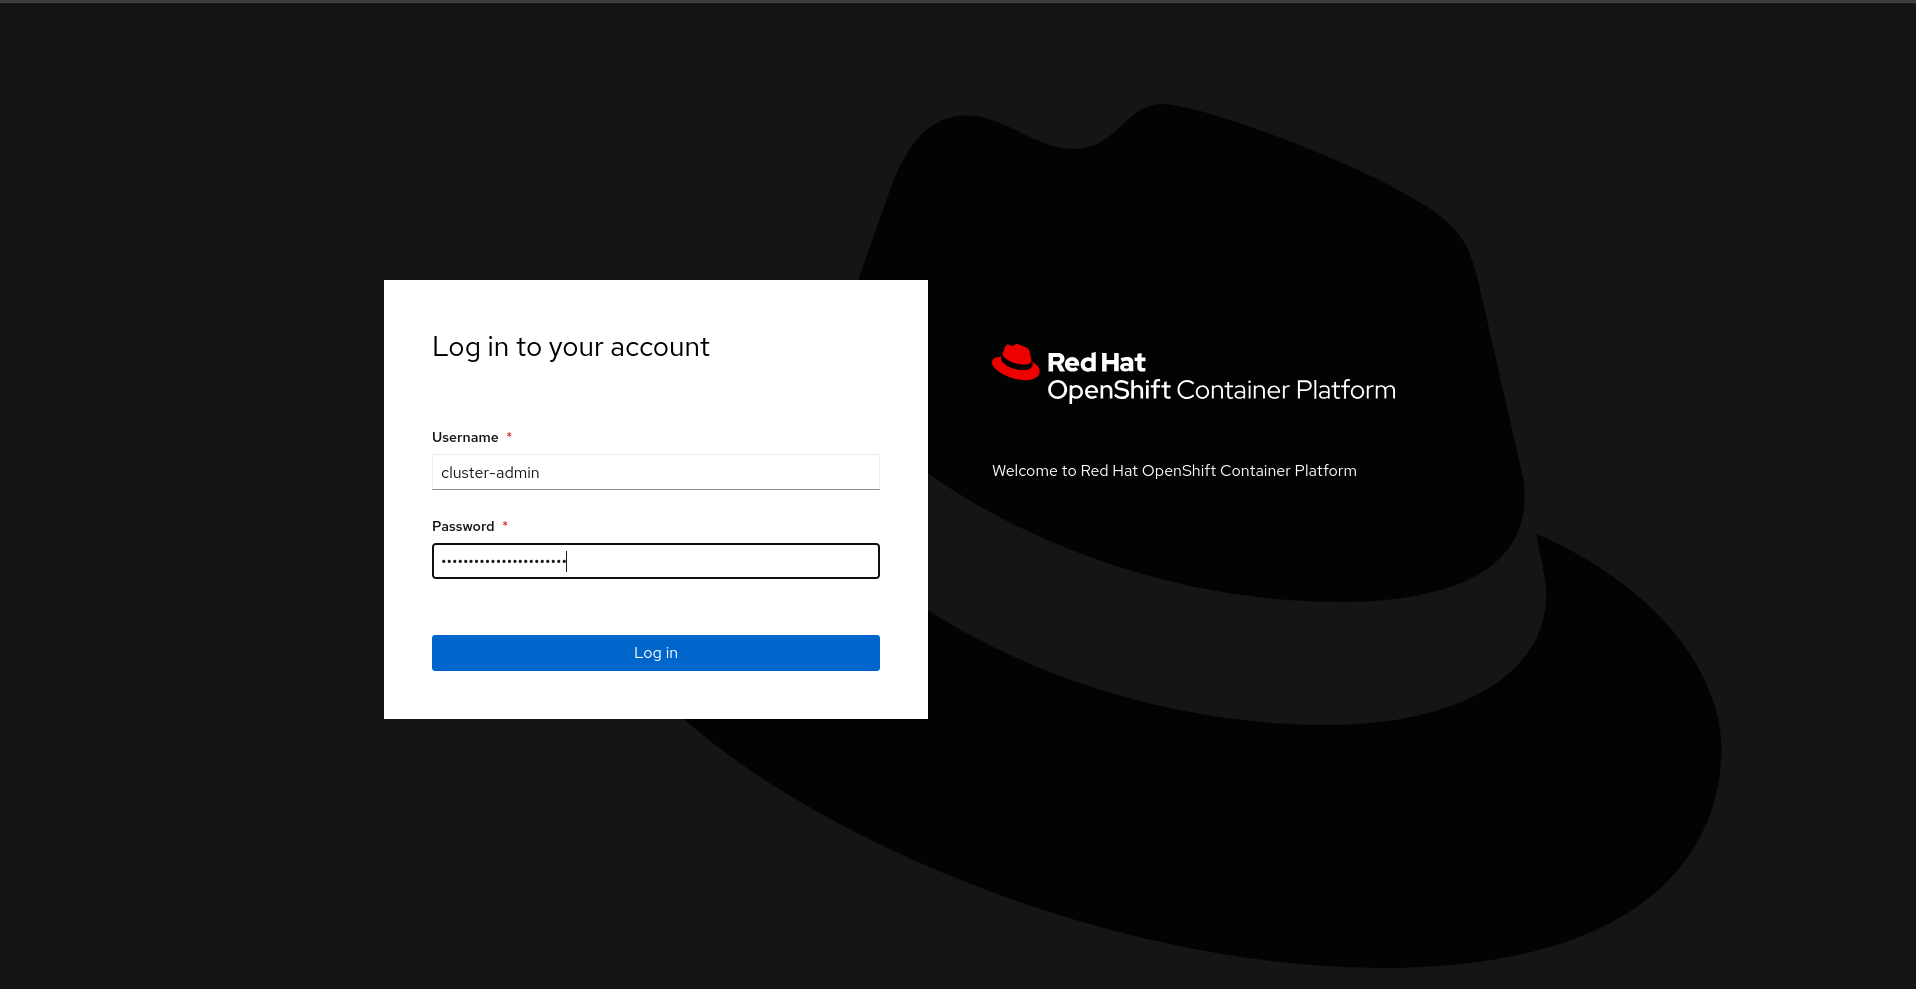 Log in to your account
Username *
cluster-admin
Password *
•••••••••••••••••••••••
Log in
Red Hat
OpenShift Container Platform
Welcome to Red Hat OpenShift Container Platform